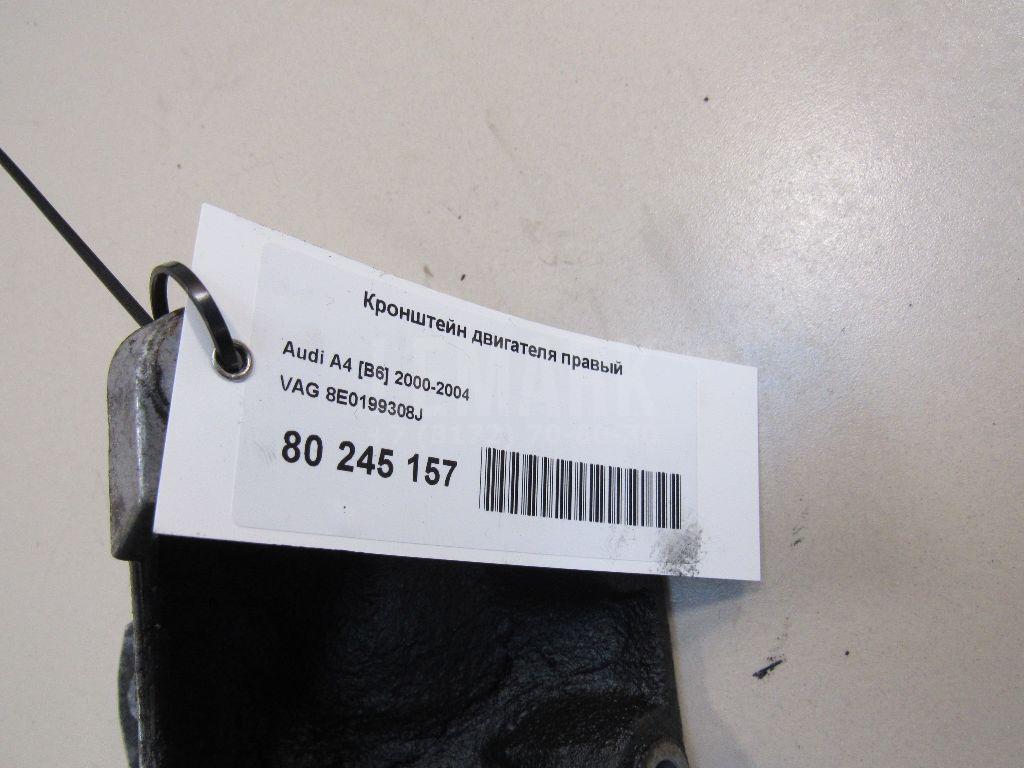 Кронштейн двигателя правый
Audi A4 [B6] 2000-2004
VAG 8E0199308J
80 245 157